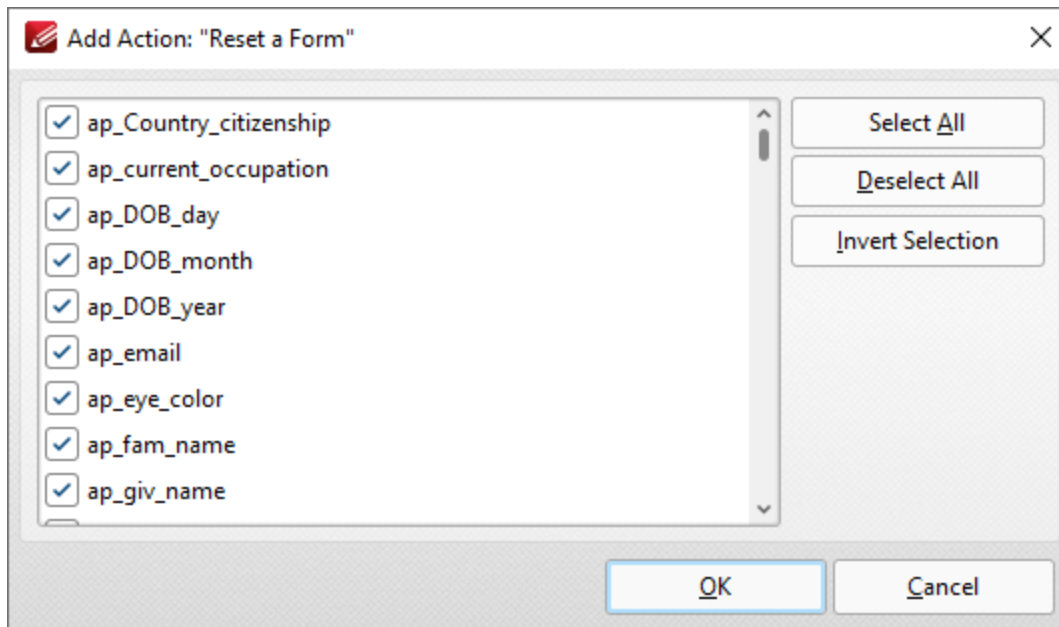 Add Action: "Reset a Form"
ap_Country_citizenship
ap_current_occupation
ap_DOB_day
ap_DOB_month
ap_DOB_year
ap_email
ap_eye_color
ap_fam_name
ap_giv_name
Select All
Deselect All
Invert Selection
OK
Cancel